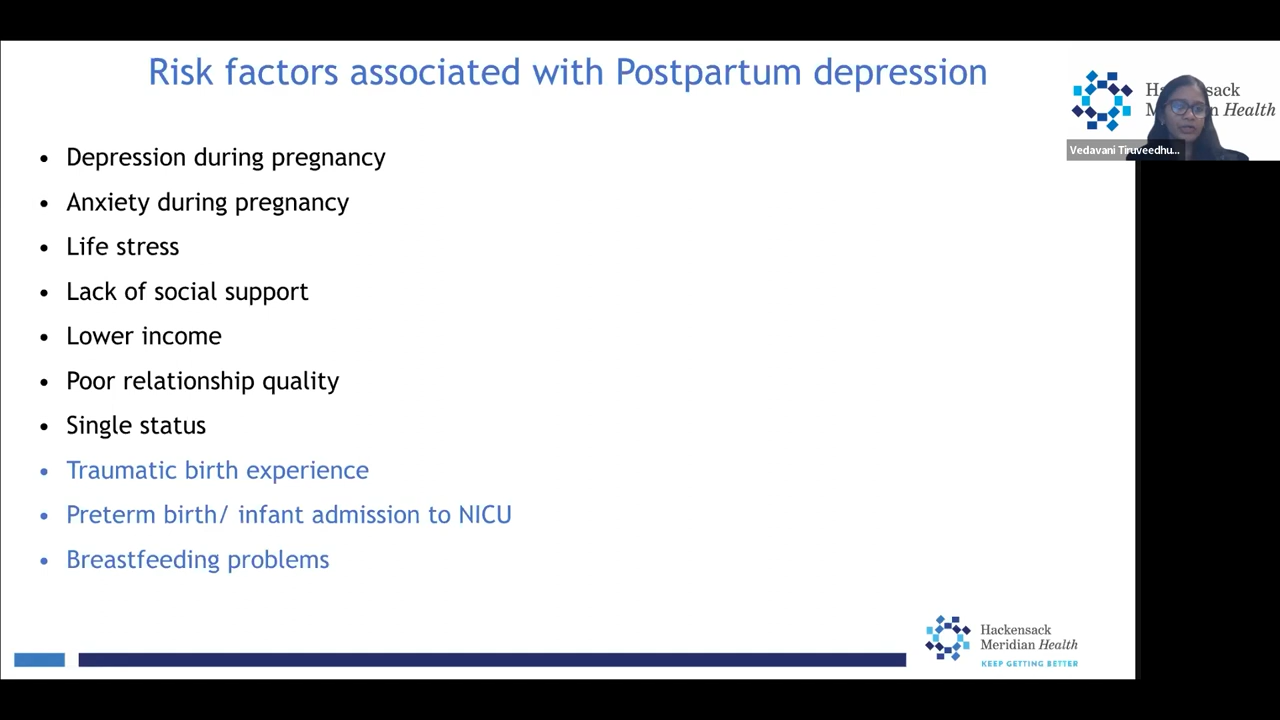 Risk factors associated with Postpartum depression
Hackensack
Meridian Health
Vedavani Tiruveedhu...
• Depression during pregnancy
• Anxiety during pregnancy
• Life stress
• Lack of social support
• Lower income
• Poor relationship quality
• Single status
• Traumatic birth experience
• Preterm birth/ infant admission to NICU
• Breastfeeding problems
Hackensack
Meridian Health
KEEP GETTING BETTER